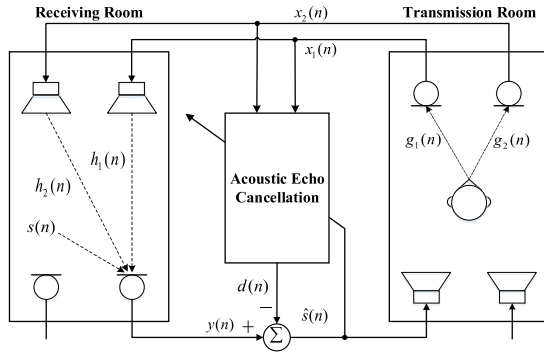 Receiving Room
x₂(n)
Transmission Room
x₁(n)
h₁(n)
h₂(n)
s(n)
g₁(n)
g₂(n)
Acoustic Echo
Cancellation
d(n)
−
y(n)
+
Σ
ŝ(n)